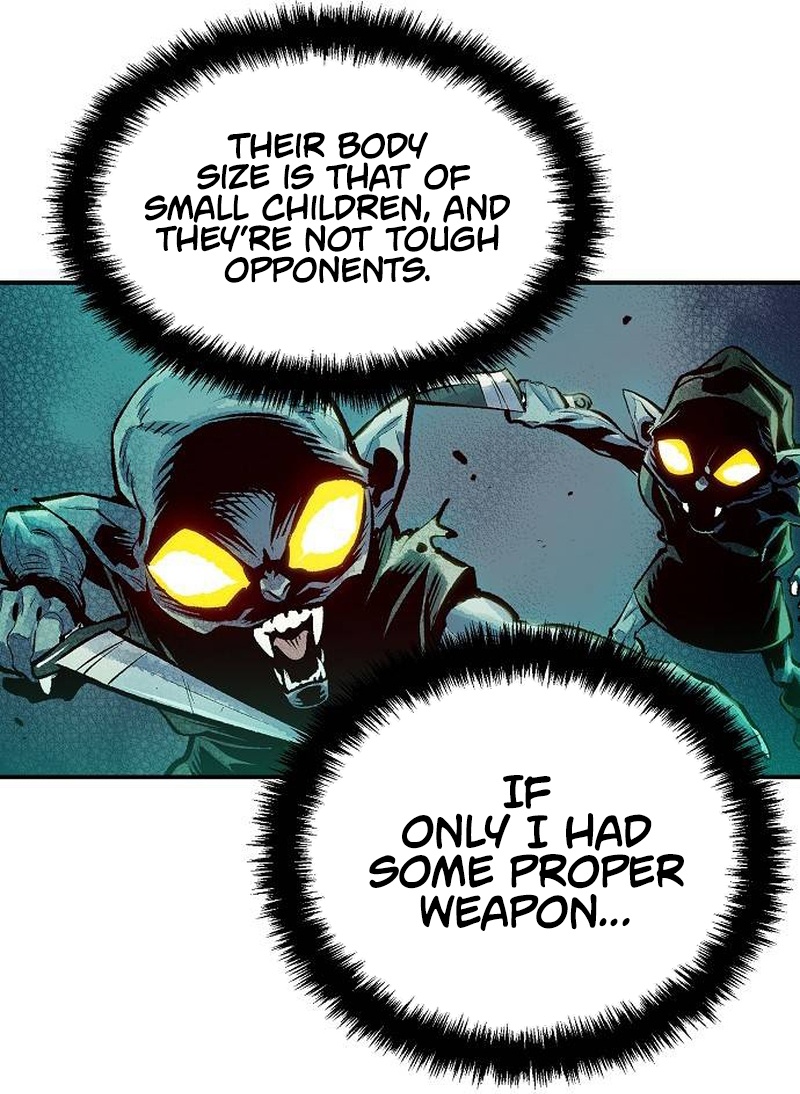 THEIR BODY
SIZE IS THAT OF
SMALL CHILDREN, AND
THEY'RE NOT TOUGH
OPPONENTS.
IF
ONLY I HAD
SOME PROPER
WEAPON...